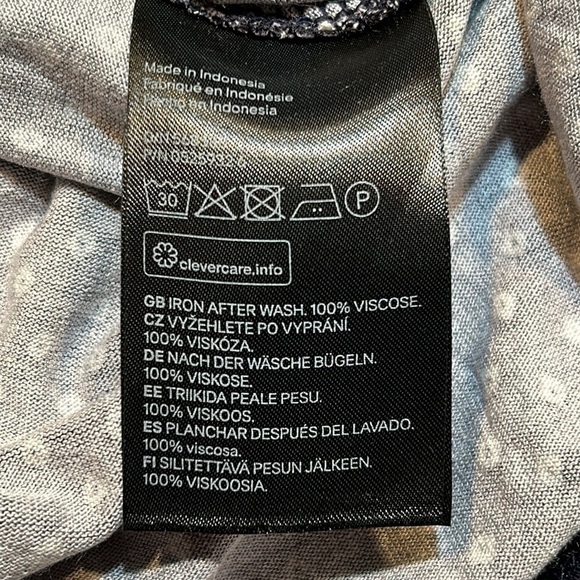 Made in Indonesia
Fabriqué en Indonésie
en Indonesia
P/N
30 P
clevercare.info
GB IRON AFTER WASH. 100% VISCOSE.
CZ VYŽEHLETE PO VYPRÁNÍ.
100% VISKÓZA.
DE NACH DER WÄSCHE BÜGELN.
100% VISKOSE.
EE TRIIKIDA PEALE PESU.
100% VISKOOS.
ES PLANCHAR DESPUÉS DEL LAVADO.
100% viscosa.
FI SILITETTÄVÄ PESUN JÄLKEEN.
100% VISKOOSIA.